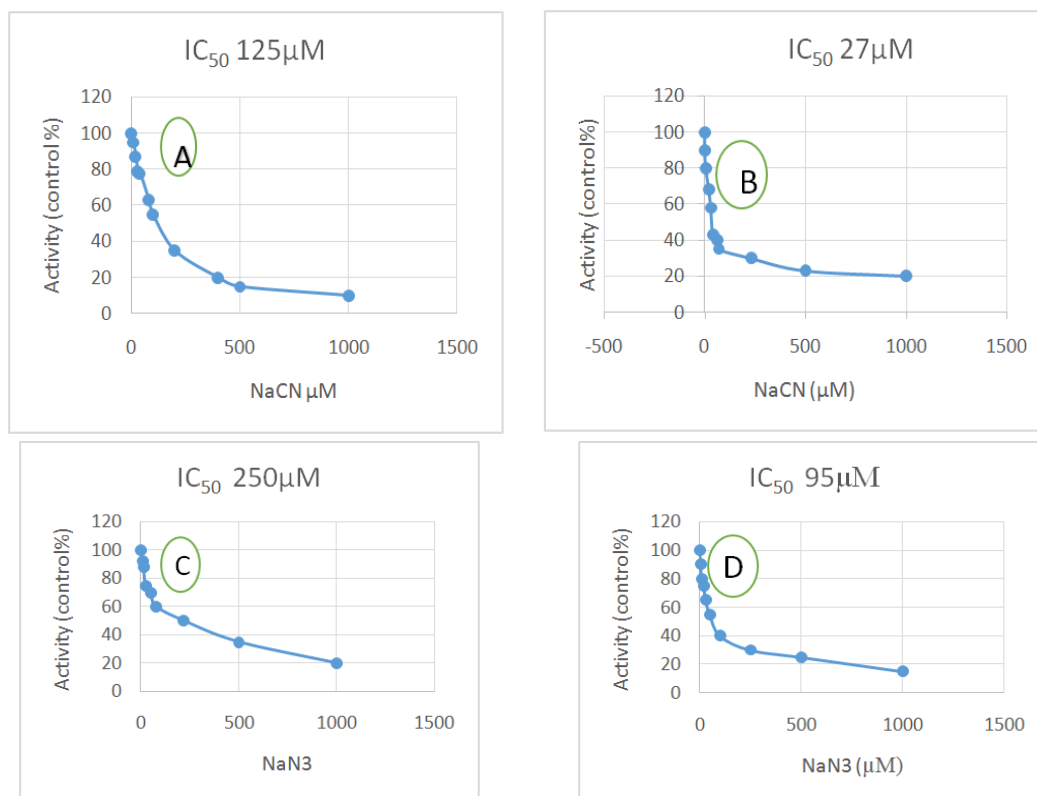 IC50 125μM
Activity (control%)
120
100
80
60
40
20
0
A
0 500 1000 1500
NaCN μM
IC50 27μM
Activity (control%)
120
100
80
60
40
20
0
B
-500 0 500 1000 1500
NaCN (μM)
IC50 250μM
Activity (control%)
120
100
80
60
40
20
0
C
0 500 1000 1500
NaN3
IC50 95μM
Activity (control%)
120
100
80
60
40
20
0
D
0 500 1000 1500
NaN3 (μM)